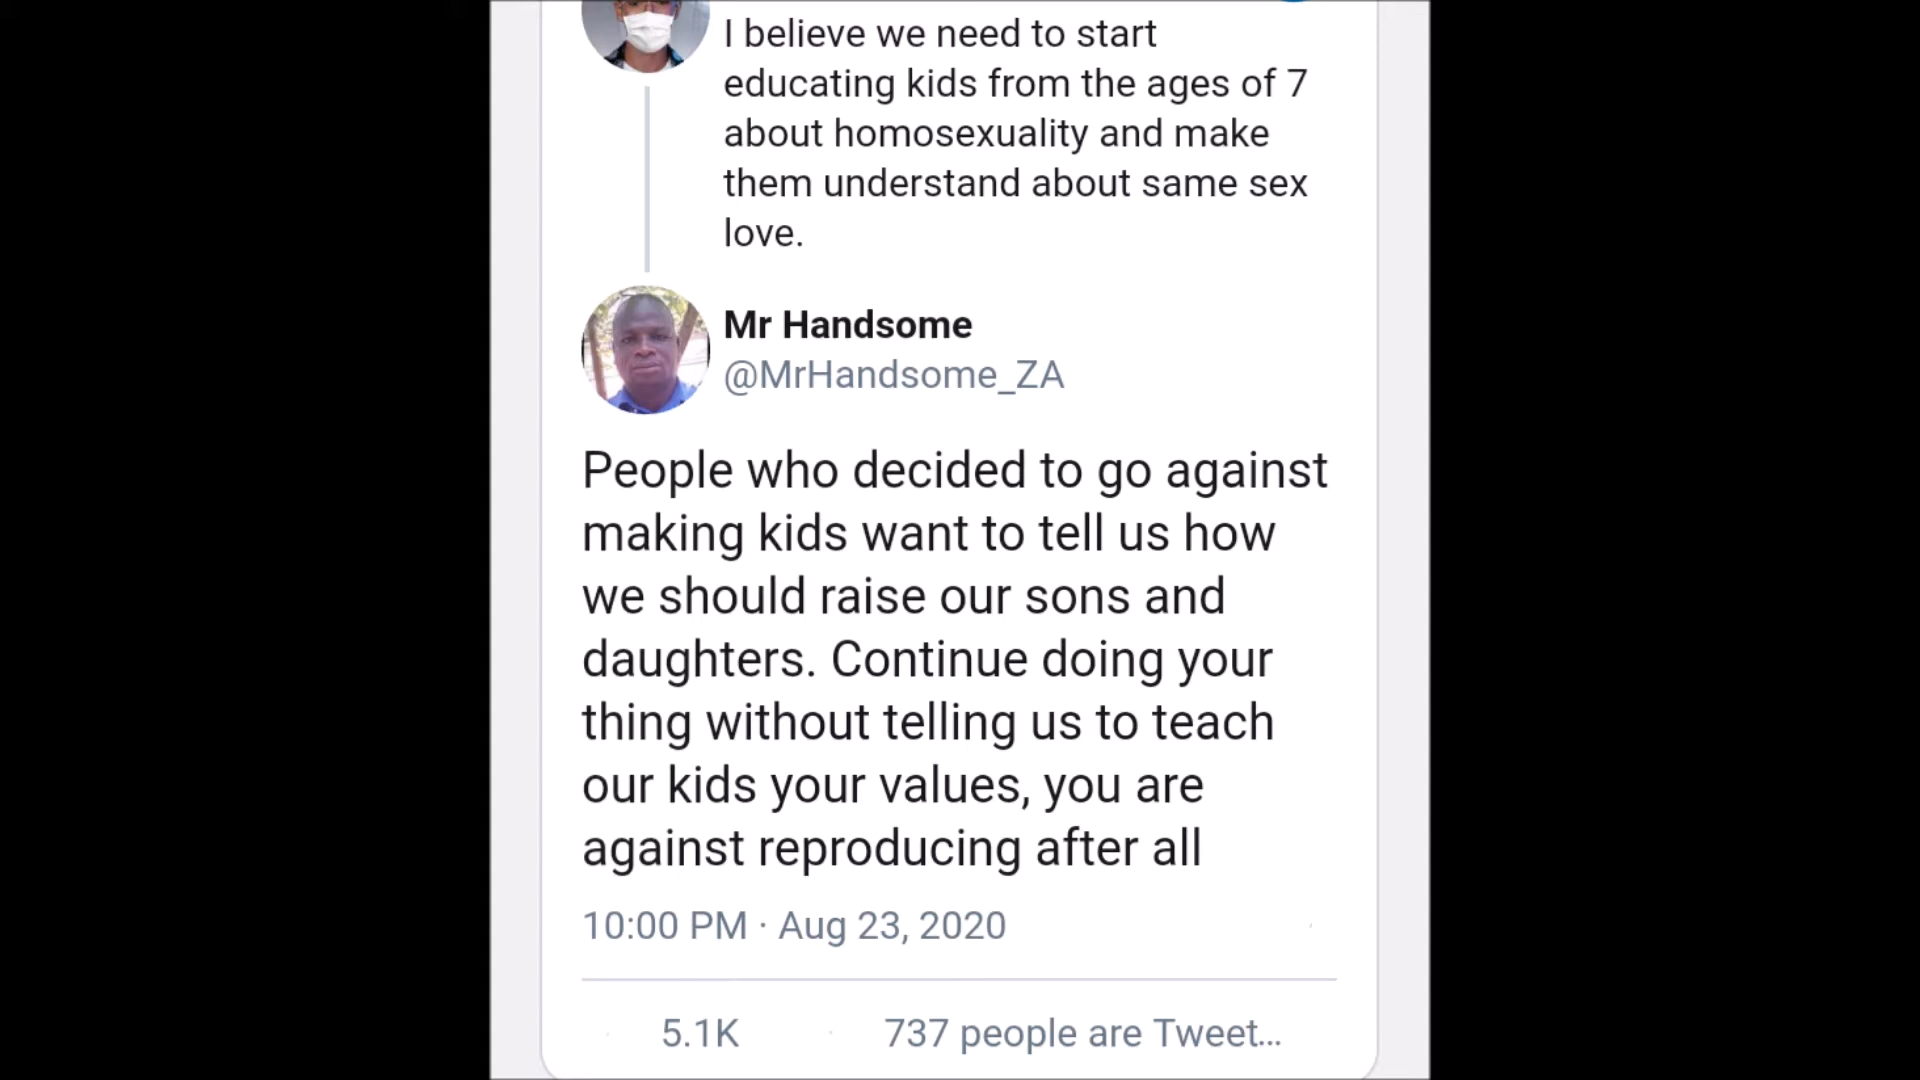 I believe we need to start
educating kids from the ages of 7
about homosexuality and make
them understand about same sex
love.
Mr Handsome
@MrHandsome_ZA
People who decided to go against
making kids want to tell us how
we should raise our sons and
daughters. Continue doing your
thing without telling us to teach
our kids your values, you are
against reproducing after all
10:00 PM · Aug 23, 2020
5.1K 737 people are Tweet...